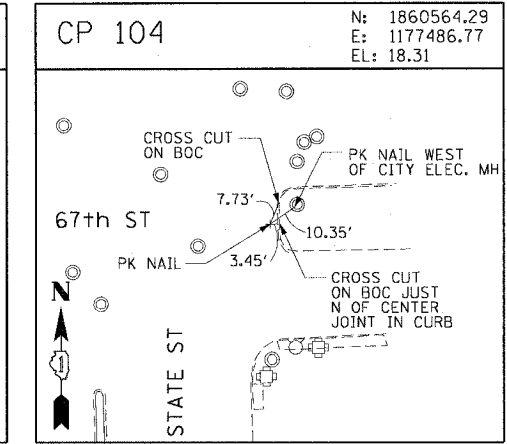 CP 104
N: 1860564.29
E: 1177486.77
EL: 18.31
CROSS CUT
ON BOC
PK NAIL WEST
OF CITY ELEC. MH
7.73'
67th ST
10.35'
PK NAIL
3.45'
CROSS CUT
ON BOC JUST
N OF CENTER
JOINT IN CURB
N
1
STATE ST